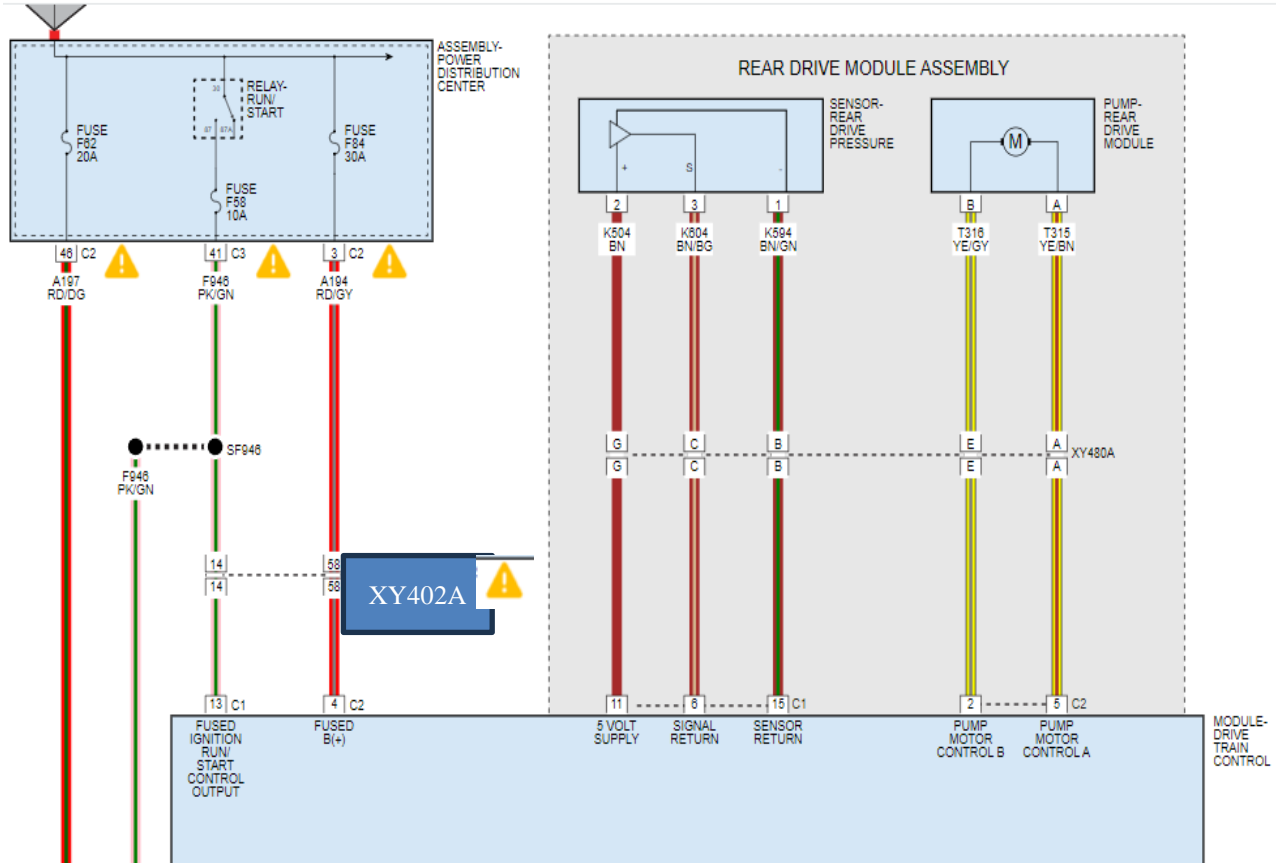 ASSEMBLY-
POWER
DISTRIBUTION
CENTER
30
RELAY-
RUN/
START
87 87A
FUSE
F62
20A
FUSE
F58
10A
FUSE
F84
30A
46 C2
41 C3
3 C2
A197
RD/DG
F946
PK/GN
A194
RD/GY
SF946
F946
PK/GN
14
14
58
58
XY402A
13 C1
4 C2
REAR DRIVE MODULE ASSEMBLY
SENSOR-
REAR
DRIVE
PRESSURE
+ S -
PUMP-
REAR
DRIVE
MODULE
M
2 3 1
B A
K504
BN
K604
BN/BG
K594
BN/GN
T316
YE/GY
T315
YE/BN
G C B E A
XY480A
G C B E A
11 6 15 C1
2 5 C2
FUSED
IGNITION
RUN/
START
CONTROL
OUTPUT
FUSED
B(+)
5 VOLT
SUPPLY
SIGNAL
RETURN
SENSOR
RETURN
PUMP
MOTOR
CONTROL B
PUMP
MOTOR
CONTROL A
MODULE-
DRIVE
TRAIN
CONTROL